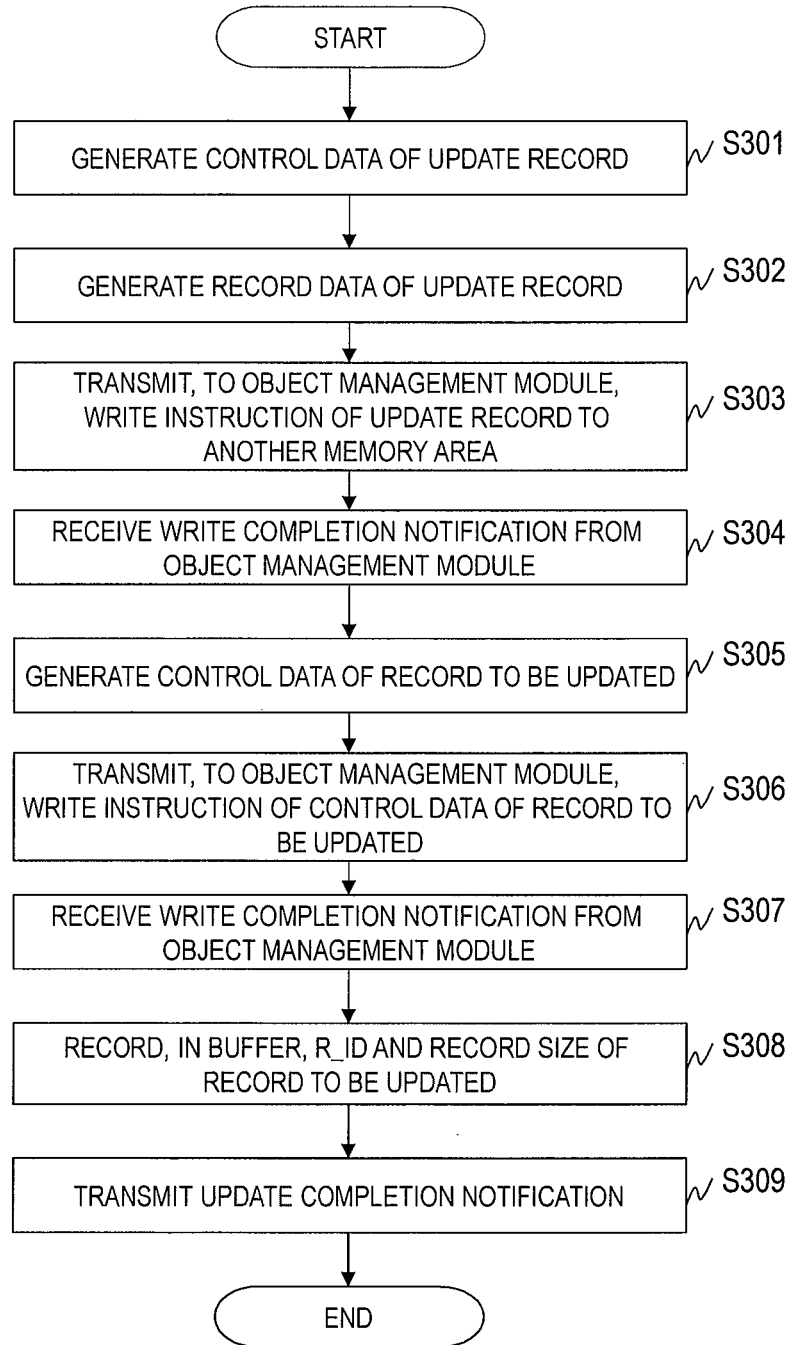 START
GENERATE CONTROL DATA OF UPDATE RECORD
S301
GENERATE RECORD DATA OF UPDATE RECORD
S302
TRANSMIT, TO OBJECT MANAGEMENT MODULE,
WRITE INSTRUCTION OF UPDATE RECORD TO
ANOTHER MEMORY AREA
S303
RECEIVE WRITE COMPLETION NOTIFICATION FROM
OBJECT MANAGEMENT MODULE
S304
GENERATE CONTROL DATA OF RECORD TO BE UPDATED
S305
TRANSMIT, TO OBJECT MANAGEMENT MODULE,
WRITE INSTRUCTION OF CONTROL DATA OF RECORD TO
BE UPDATED
S306
RECEIVE WRITE COMPLETION NOTIFICATION FROM
OBJECT MANAGEMENT MODULE
S307
RECORD, IN BUFFER, R_ID AND RECORD SIZE OF
RECORD TO BE UPDATED
S308
TRANSMIT UPDATE COMPLETION NOTIFICATION
S309
END